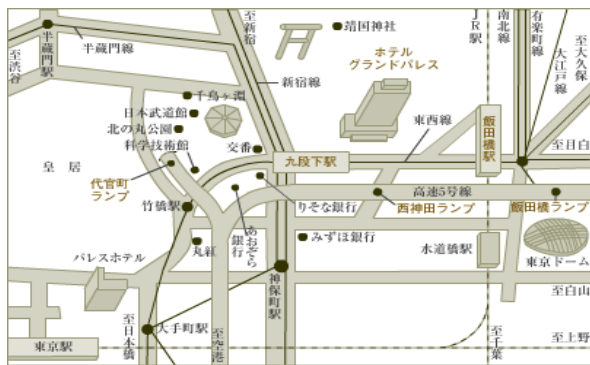 至新宿
靖国神社
JR駅
南北線
有楽町線
至大久保
大江戸線
半蔵門線
半蔵門駅
至渋谷
新宿線
ホテル
グランドパレス
千鳥ヶ淵
日本武道館
北の丸公園
科学技術館
交番
九段下駅
東西線
飯田橋駅
至目白
皇居
代官町
ランプ
竹橋駅
りそな銀行
高速5号線
西神田ランプ
飯田橋ランプ
丸紅
あおぞら
銀行
みずほ銀行
水道橋駅
東京ドーム
パレスホテル
神保町駅
至白山
大手町駅
至日本橋
至空港
至千葉
至上野
東京駅